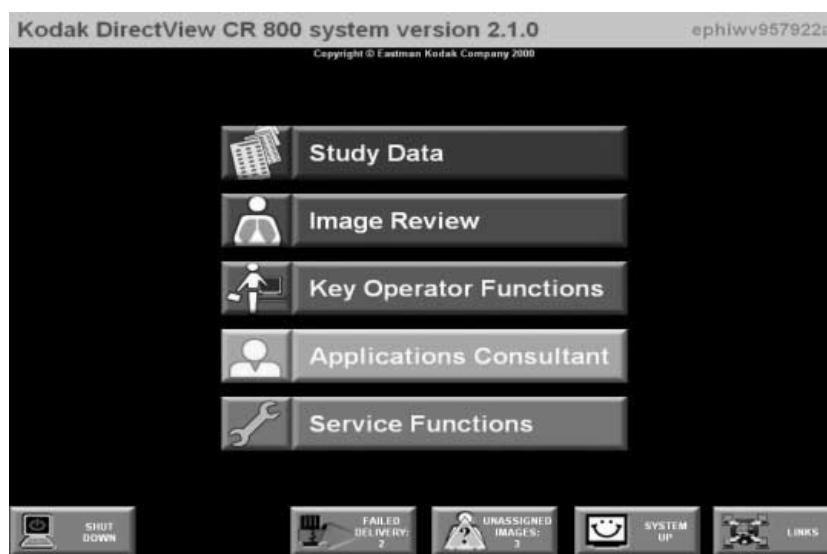 Kodak DirectView CR 800 system version 2.1.0
ephiwv957922a
Copyright © Eastman Kodak Company 2000
Study Data
Image Review
Key Operator Functions
Applications Consultant
Service Functions
SHUT
DOWN
FAILED
DELIVERY:
2
UNASSIGNED
IMAGES:
3
SYSTEM
UP
LINKS